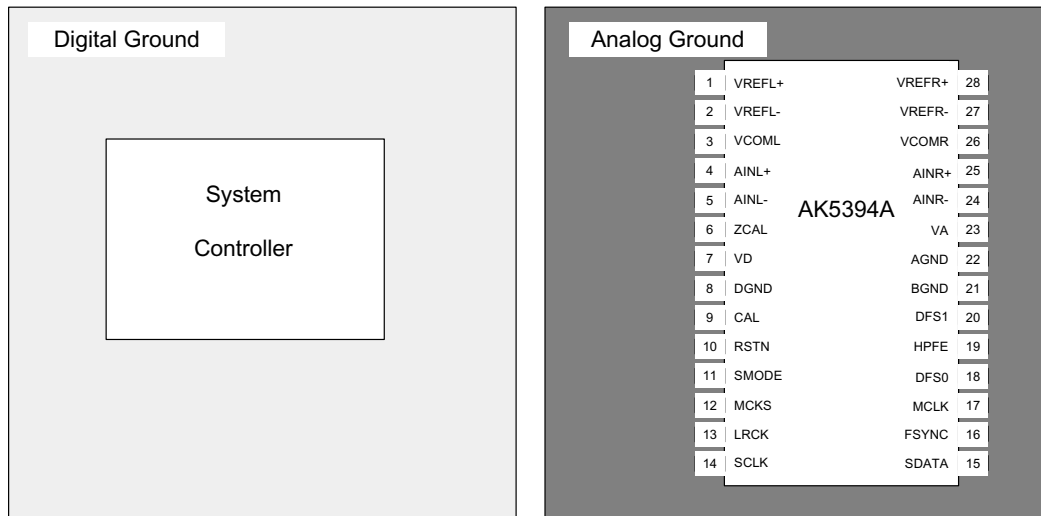 Digital Ground
System
Controller
Analog Ground
AK5394A
1 VREFL+ VREFR+ 28
2 VREFL- VREFR- 27
3 VCOML VCOMR 26
4 AINL+ AINR+ 25
5 AINL- AINR- 24
6 ZCAL VA 23
7 VD AGND 22
8 DGND BGND 21
9 CAL DFS1 20
10 RSTN HPFE 19
11 SMODE DFS0 18
12 MCKS MCLK 17
13 LRCK FSYNC 16
14 SCLK SDATA 15